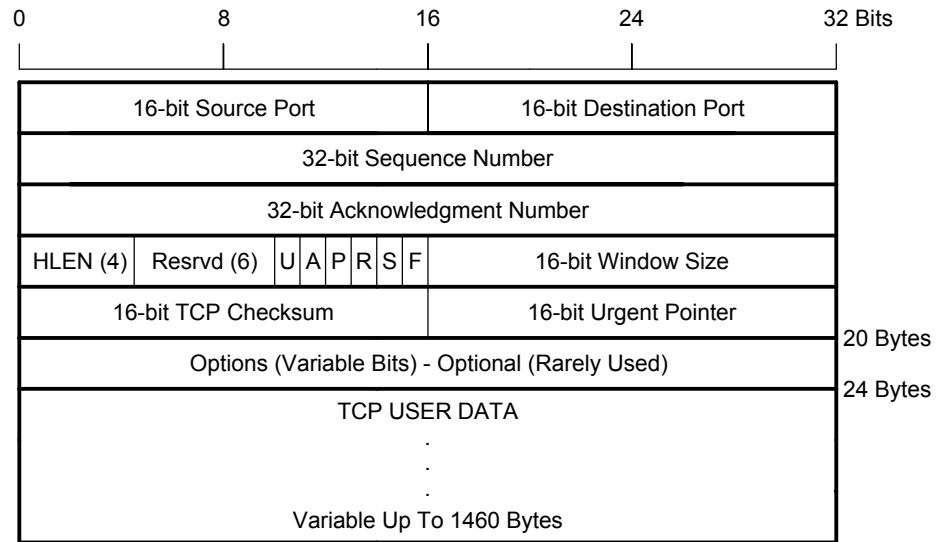 0 8 16 24 32 Bits
16-bit Source Port 16-bit Destination Port
32-bit Sequence Number
32-bit Acknowledgment Number
HLEN (4) Resrvd (6) U A P R S F 16-bit Window Size
16-bit TCP Checksum 16-bit Urgent Pointer
20 Bytes
Options (Variable Bits) - Optional (Rarely Used)
24 Bytes
TCP USER DATA
.
.
.
Variable Up To 1460 Bytes